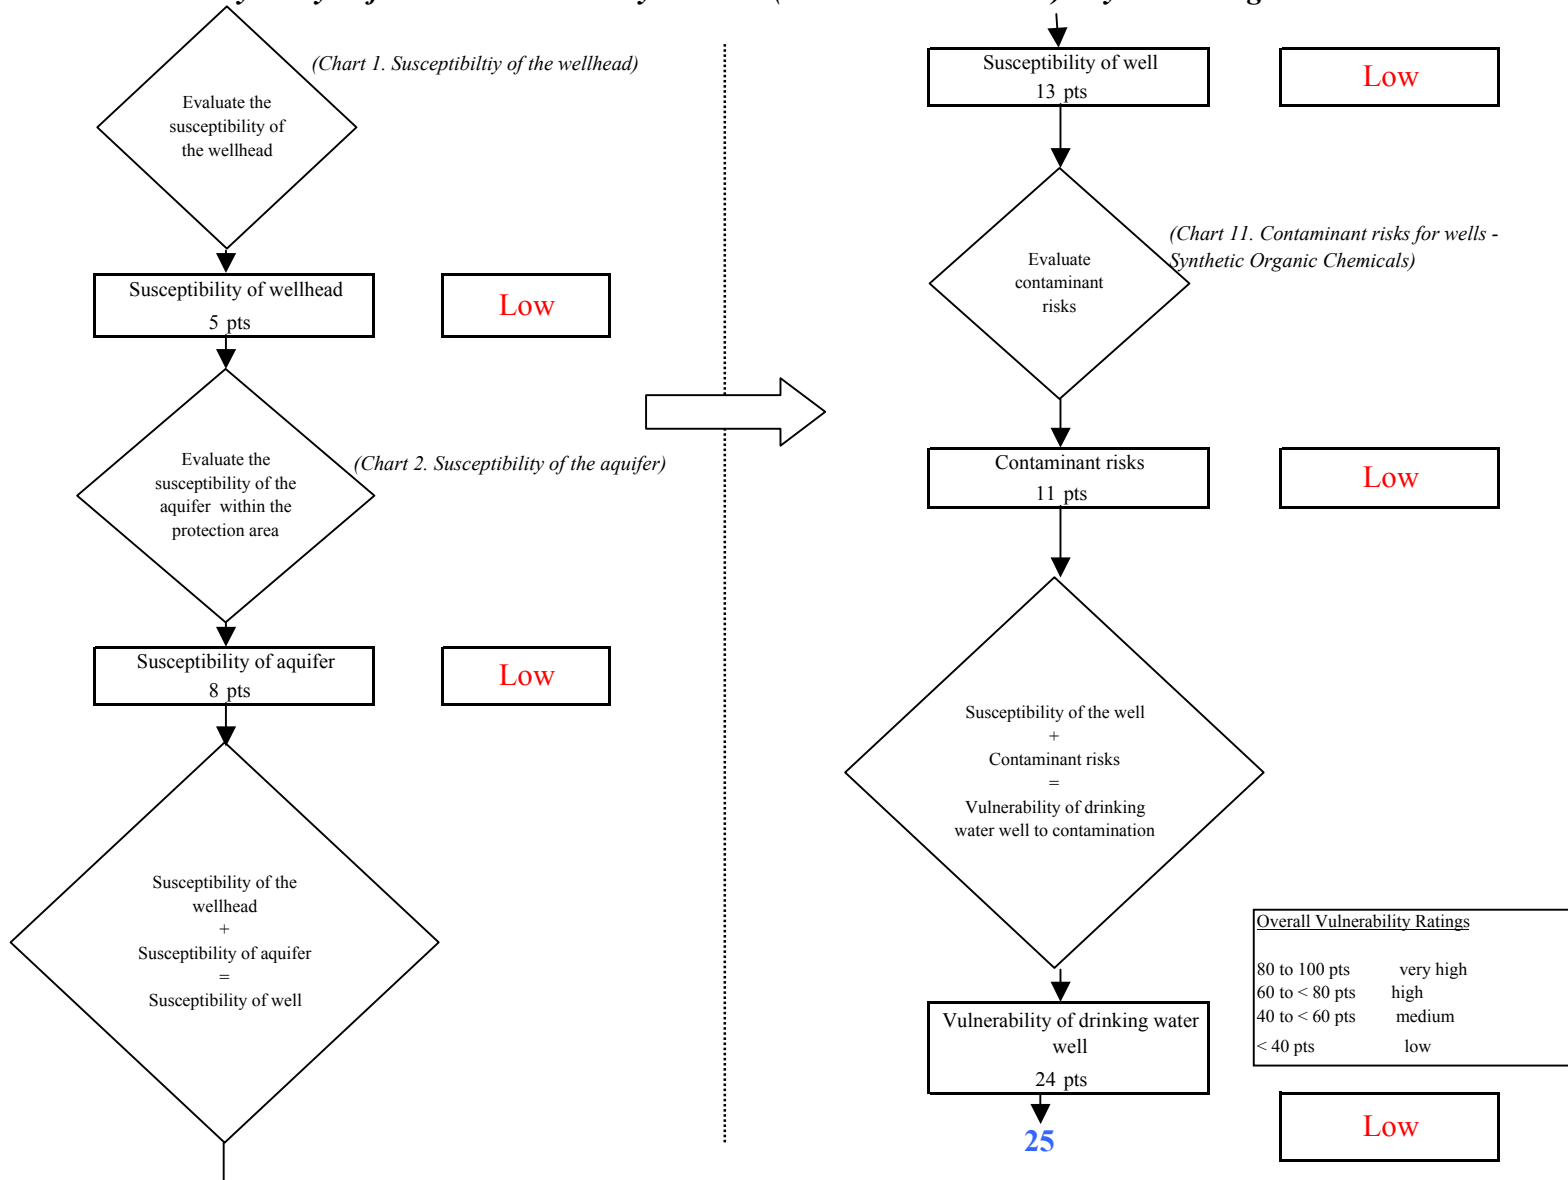 (Chart 1. Susceptibiltiy of the wellhead)
Evaluate the
susceptibility of
the wellhead
Susceptibility of wellhead
5 pts
Low
Evaluate the
susceptibility of the
aquifer within the
protection area
(Chart 2. Susceptibility of the aquifer)
Susceptibility of aquifer
8 pts
Low
Susceptibility of the
wellhead
+
Susceptibility of aquifer
=
Susceptibility of well
Susceptibility of well
13 pts
Low
Evaluate
contaminant
risks
(Chart 11. Contaminant risks for wells -
Synthetic Organic Chemicals)
Contaminant risks
11 pts
Low
Susceptibility of the well
+
Contaminant risks
=
Vulnerability of drinking
water well to contamination
Vulnerability of drinking water
well
24 pts
25
Overall Vulnerability Ratings
80 to 100 pts very high
60 to < 80 pts high
40 to < 60 pts medium
< 40 pts low
Low